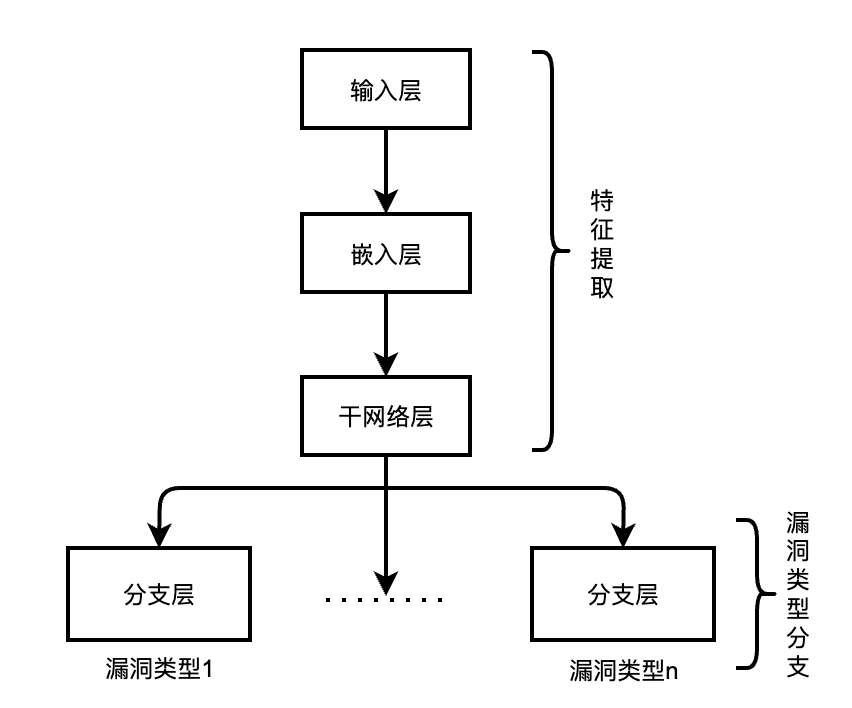 输入层
嵌入层
特征提取
干网络层
分支层
........
分支层
漏洞类型1
漏洞类型n
漏洞类型分支